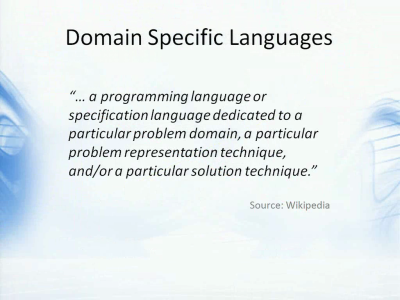 Domain Specific Languages
“… a programming language or
specification language dedicated to a
particular problem domain, a particular
problem representation technique,
and/or a particular solution technique.”
Source: Wikipedia